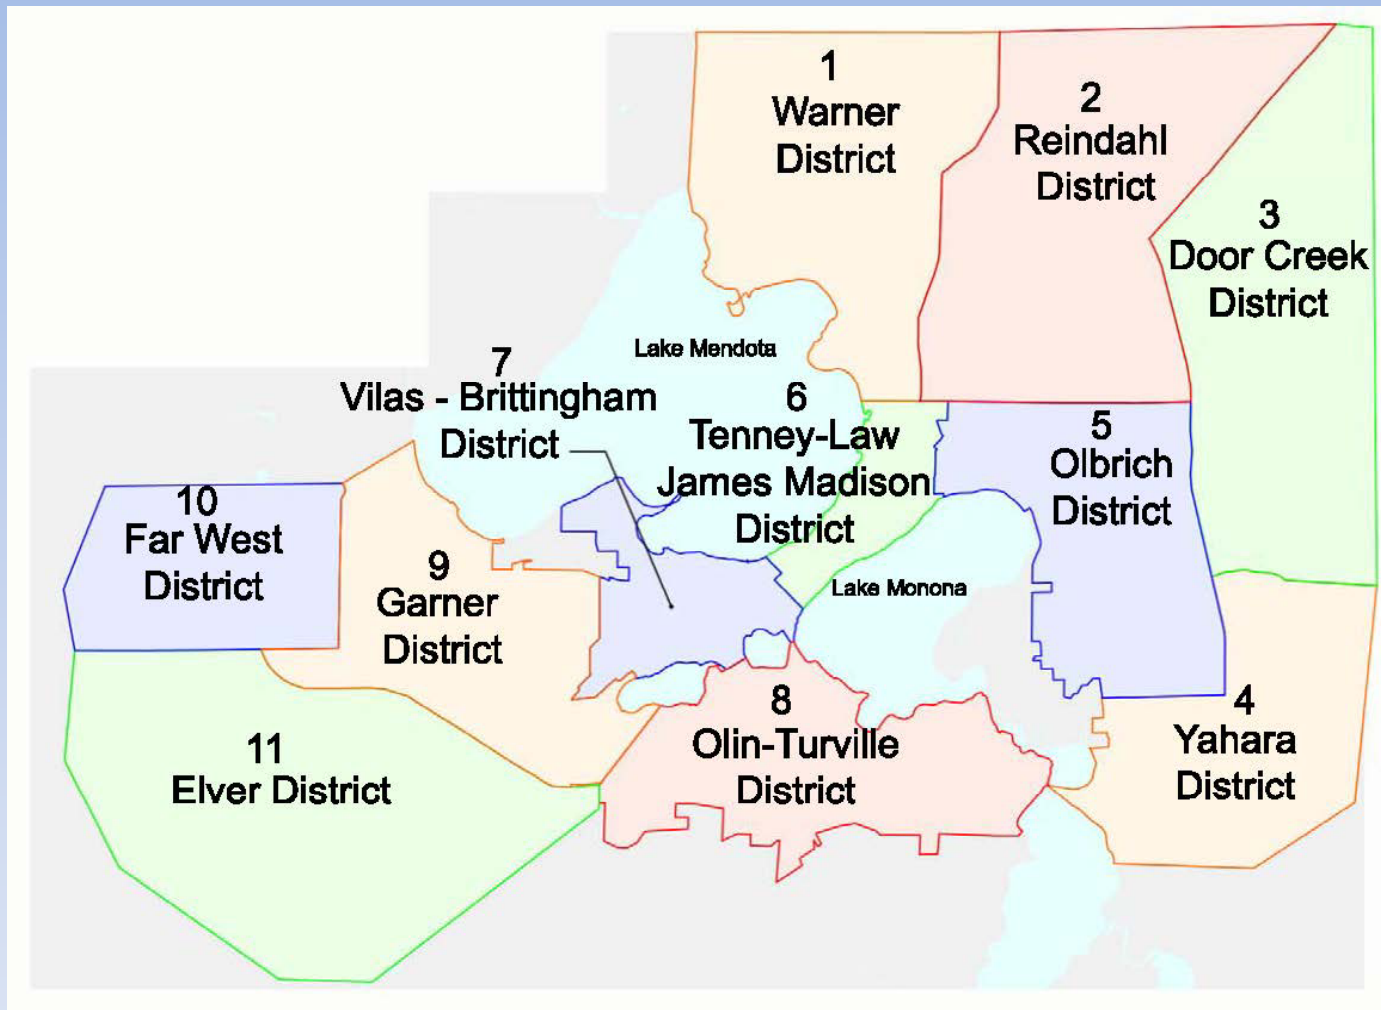 1
Warner
District
2
Reindahl
District
3
Door Creek
District
Lake Mendota
7
Vilas - Brittingham
District
6
Tenney-Law
James Madison
District
5
Olbrich
District
10
Far West
District
9
Garner
District
Lake Monona
8
Olin-Turville
District
4
Yahara
District
11
Elver District